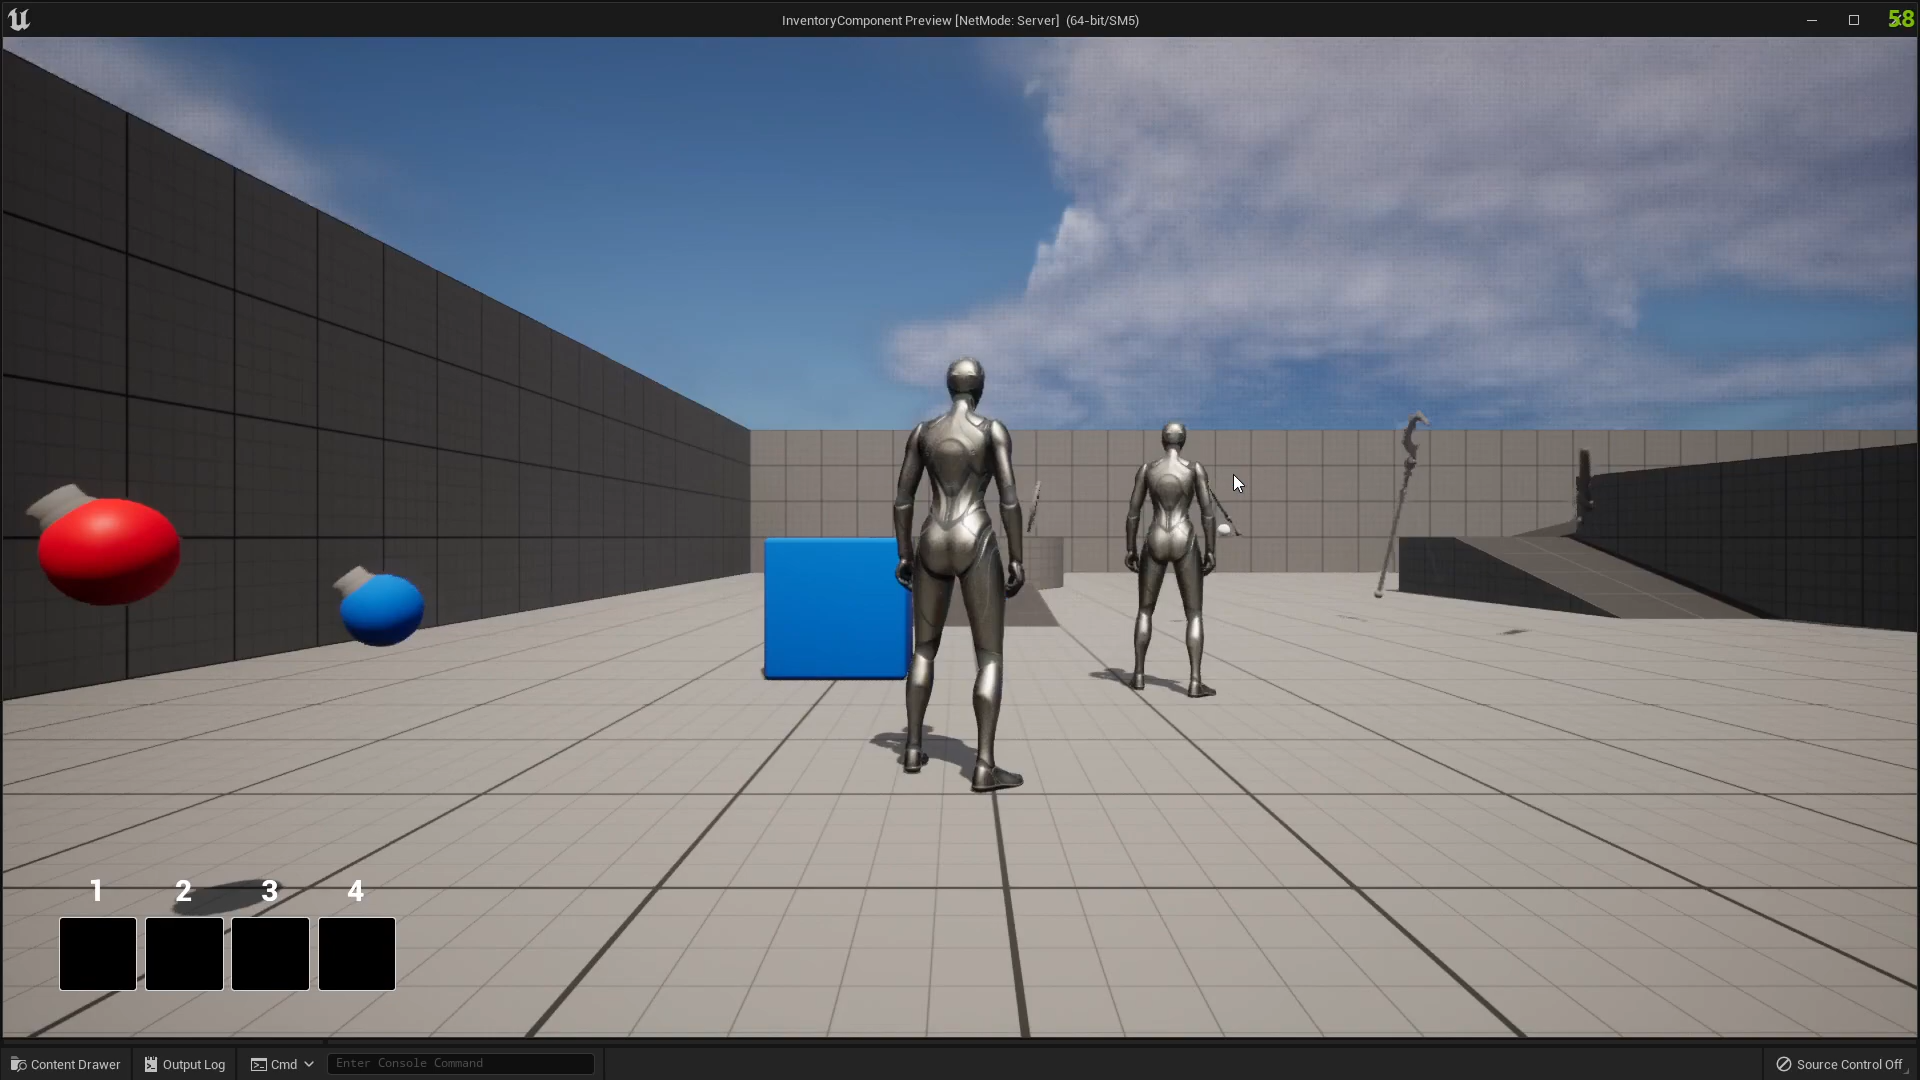 InventoryComponent Preview [NetMode: Server] (64-bit/SM5)
58
1 2 3 4
Content Drawer
Output Log
Cmd
Enter Console Command
Source Control Off